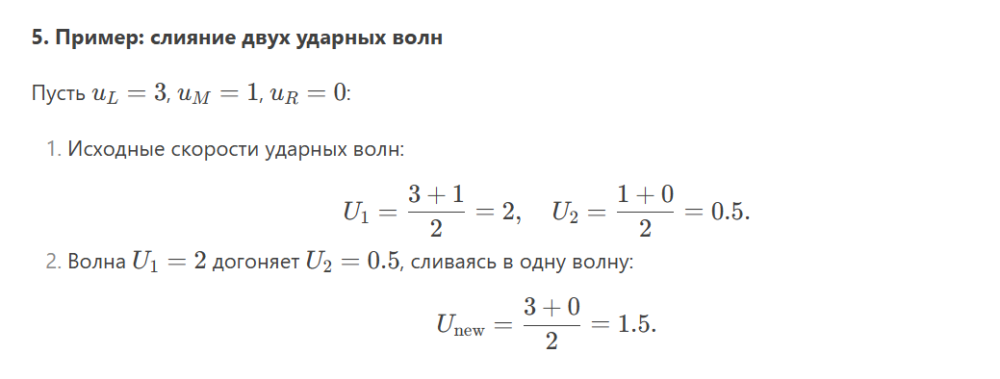 5. Пример: слияние двух ударных волн
Пусть $u_L = 3$, $u_M = 1$, $u_R = 0$:
1. Исходные скорости ударных волн:
$U_1 = \frac{3+1}{2} = 2, \quad U_2 = \frac{1+0}{2} = 0.5.$
2. Волна $U_1 = 2$ догоняет $U_2 = 0.5$, сливаясь в одну волну:
$U_{\text{new}} = \frac{3+0}{2} = 1.5.$